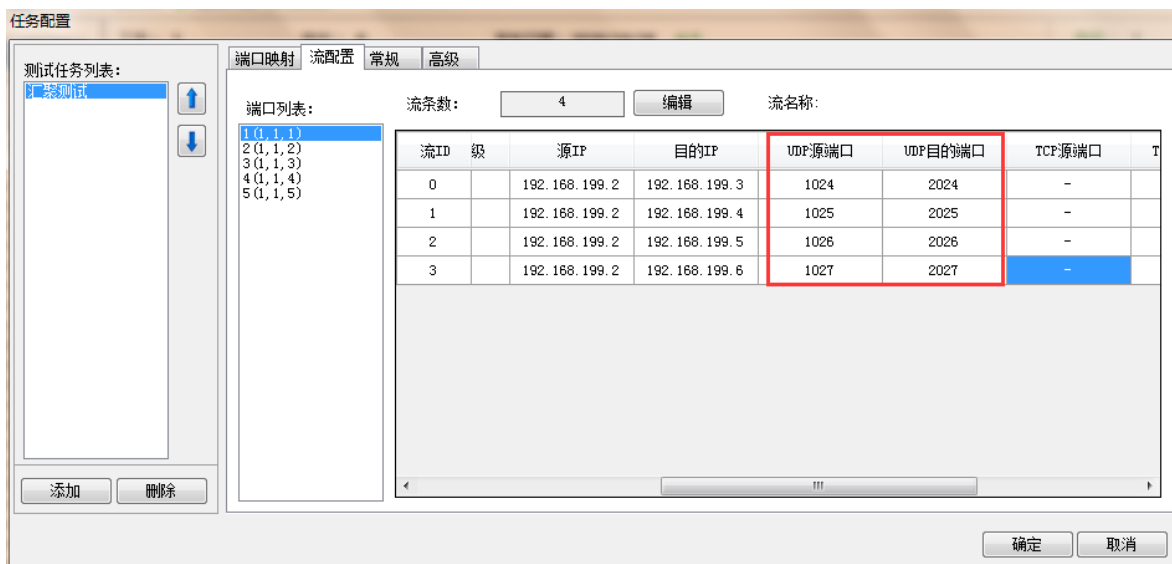 任务配置
测试任务列表：
汇聚测试
添加 删除
端口映射 流配置 常规 高级
端口列表：
1(1,1,1)
2(1,1,2)
3(1,1,3)
4(1,1,4)
5(1,1,5)
流条数： 4 编辑 流名称：
流ID 级 源IP 目的IP UDP源端口 UDP目的端口 TCP源端口 T
0 192.168.199.2 192.168.199.3 1024 2024 -
1 192.168.199.2 192.168.199.4 1025 2025 -
2 192.168.199.2 192.168.199.5 1026 2026 -
3 192.168.199.2 192.168.199.6 1027 2027 -
确定 取消